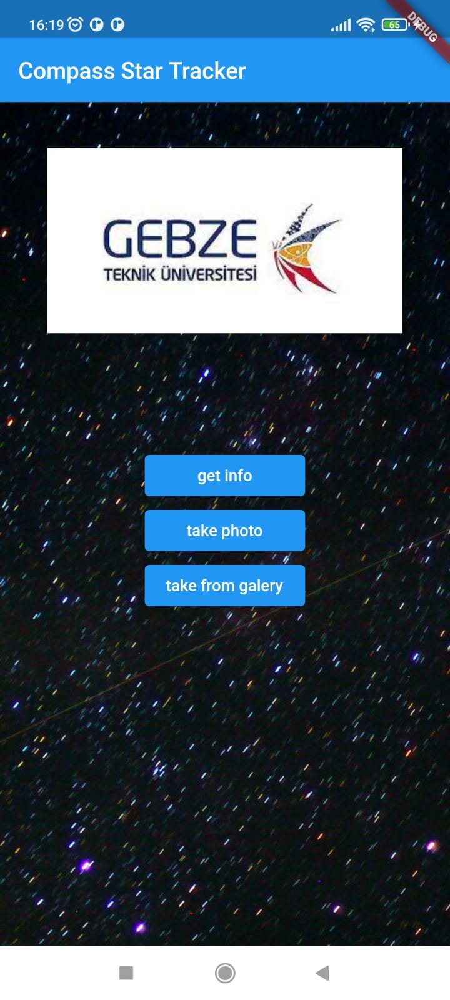 16:19
65
DEBUG
Compass Star Tracker
GEBZE
TEKNİK ÜNİVERSİTESİ
get info
take photo
take from galery